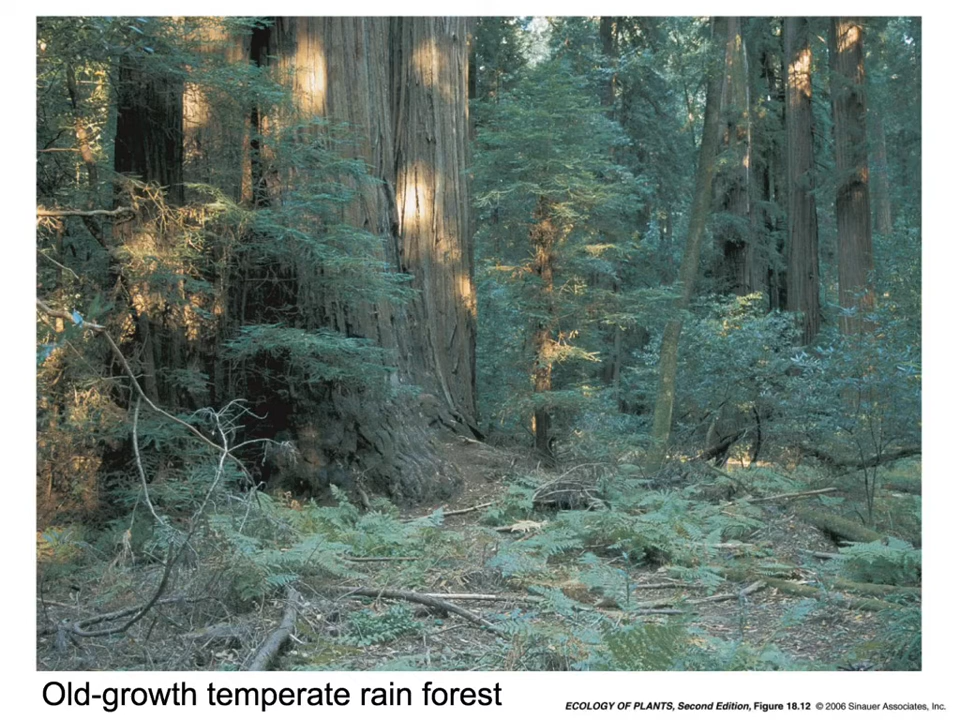 Old-growth temperate rain forest
ECOLOGY OF PLANTS, Second Edition, Figure 18.12 © 2006 Sinauer Associates, Inc.